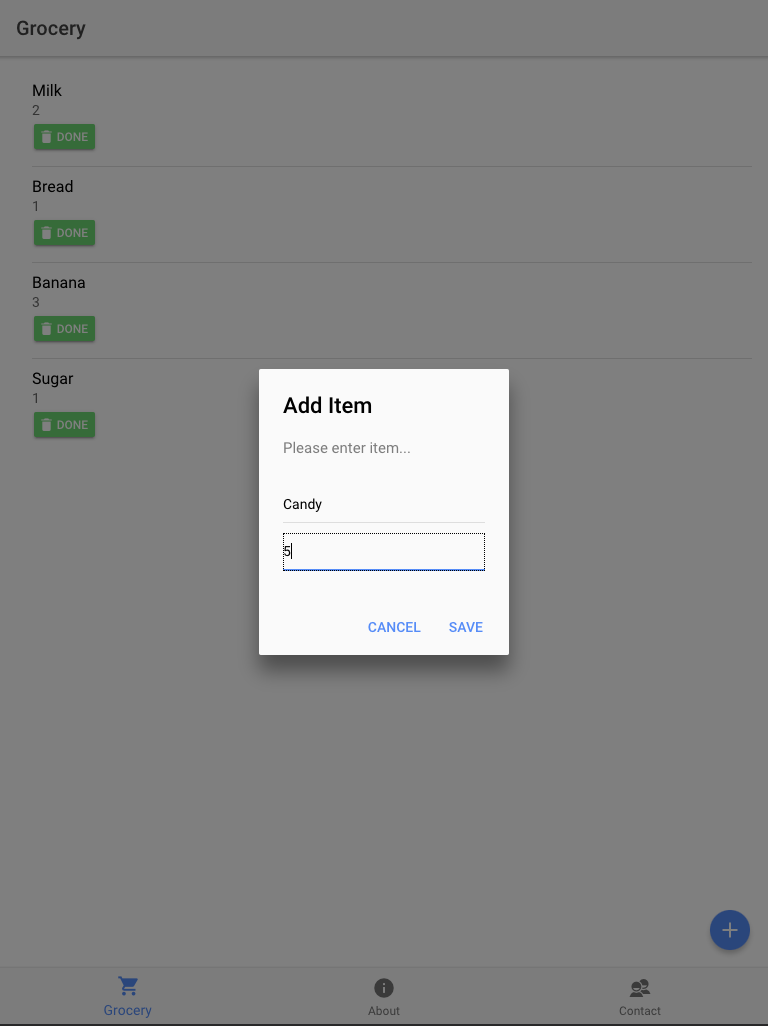 Grocery
Milk
2
DONE
Bread
1
DONE
Banana
3
DONE
Sugar
1
DONE
Add Item
Please enter item...
Candy
5
CANCEL SAVE
Grocery About Contact